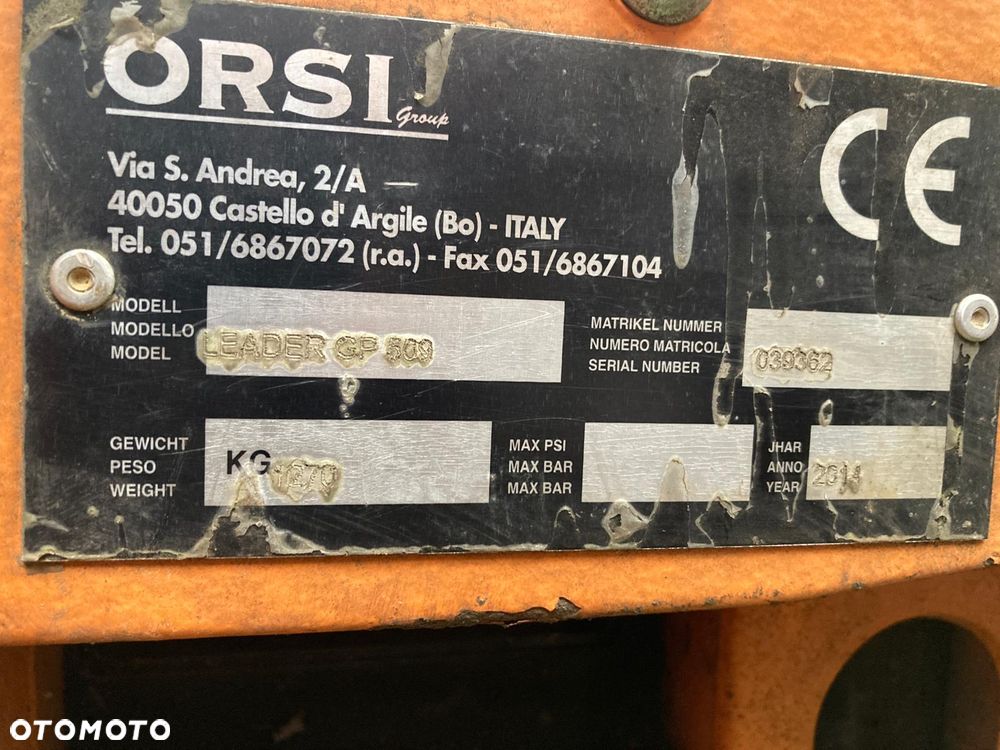 ORSI
Group
Via S. Andrea, 2/A
40050 Castello d' Argile (Bo) - ITALY
Tel. 051/6867072 (r.a.) - Fax 051/6867104
CE
MODELL
MODELLO
MODEL
LEADER GP 509
MATRIKEL NUMMER
NUMERO MATRICOLA
SERIAL NUMBER
039362
GEWICHT
PESO
WEIGHT
KG
1270
MAX PSI
MAX BAR
MAX BAR
JHAR
ANNO
YEAR
2014
OTOMOTO